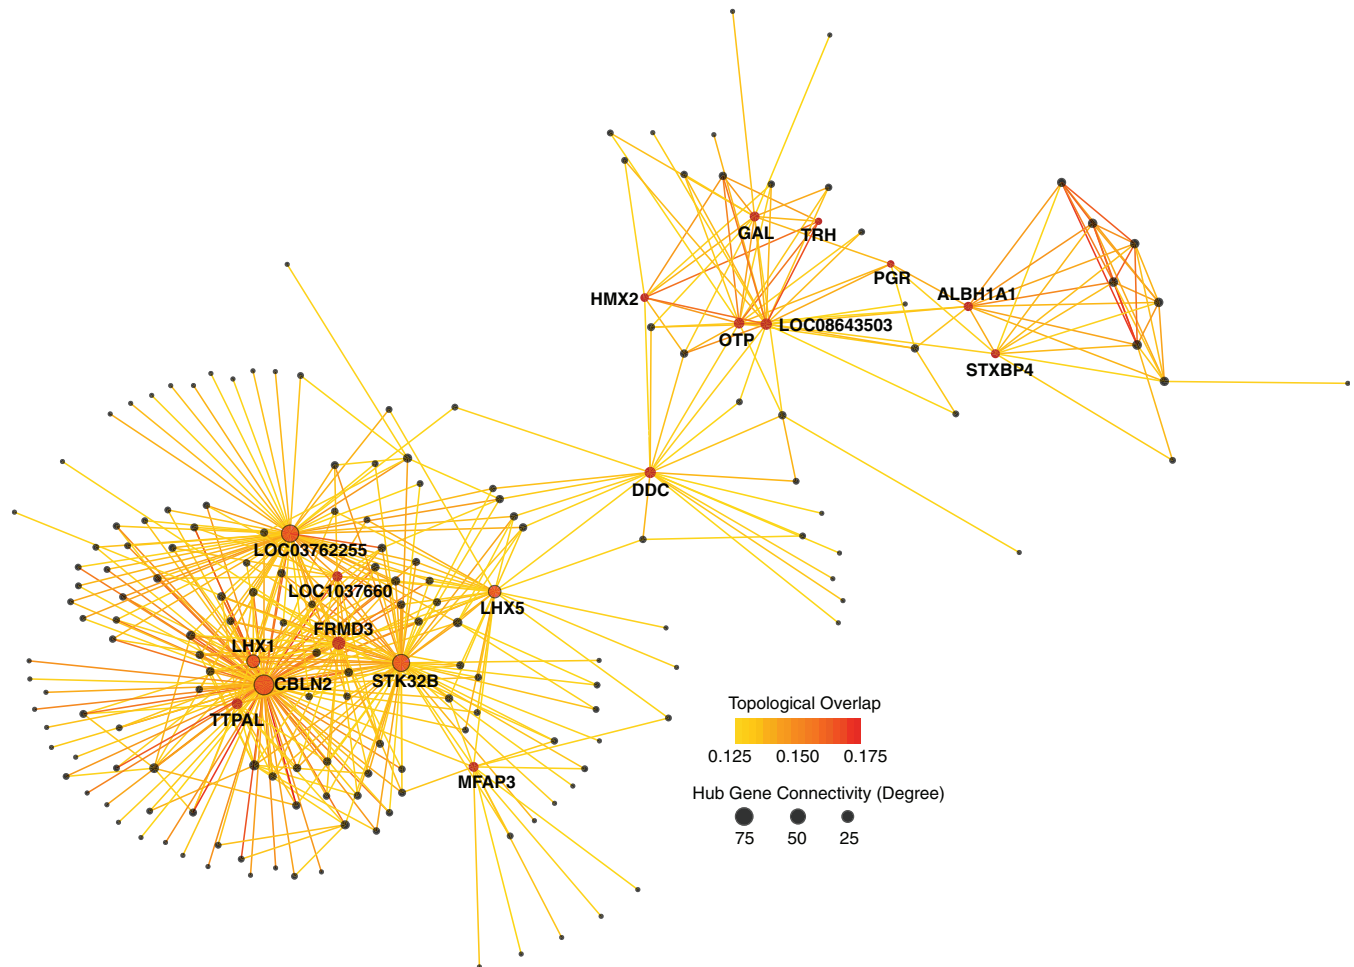 GAL
TRH
PGR
HMX2
ALBH1A1
OTP
LOC08643503
STXBP4
DDC
LOC03762255
LOC1037660
LHX5
FRMD3
LHX1
CBLN2
STK32B
TTPAL
MFAP3
Topological Overlap
0.125 0.150 0.175
Hub Gene Connectivity (Degree)
75 50 25